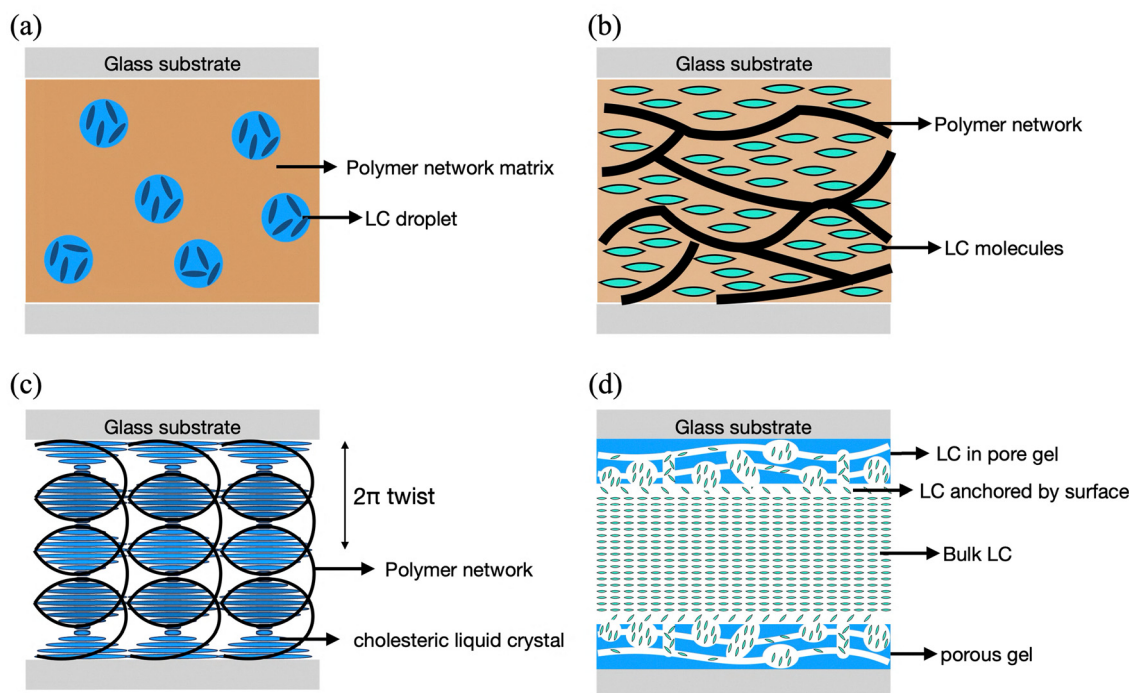 (a)
Glass substrate
Polymer network matrix
LC droplet
(b)
Glass substrate
Polymer network
LC molecules
(c)
Glass substrate
2π twist
Polymer network
cholesteric liquid crystal
(d)
Glass substrate
LC in pore gel
LC anchored by surface
Bulk LC
porous gel